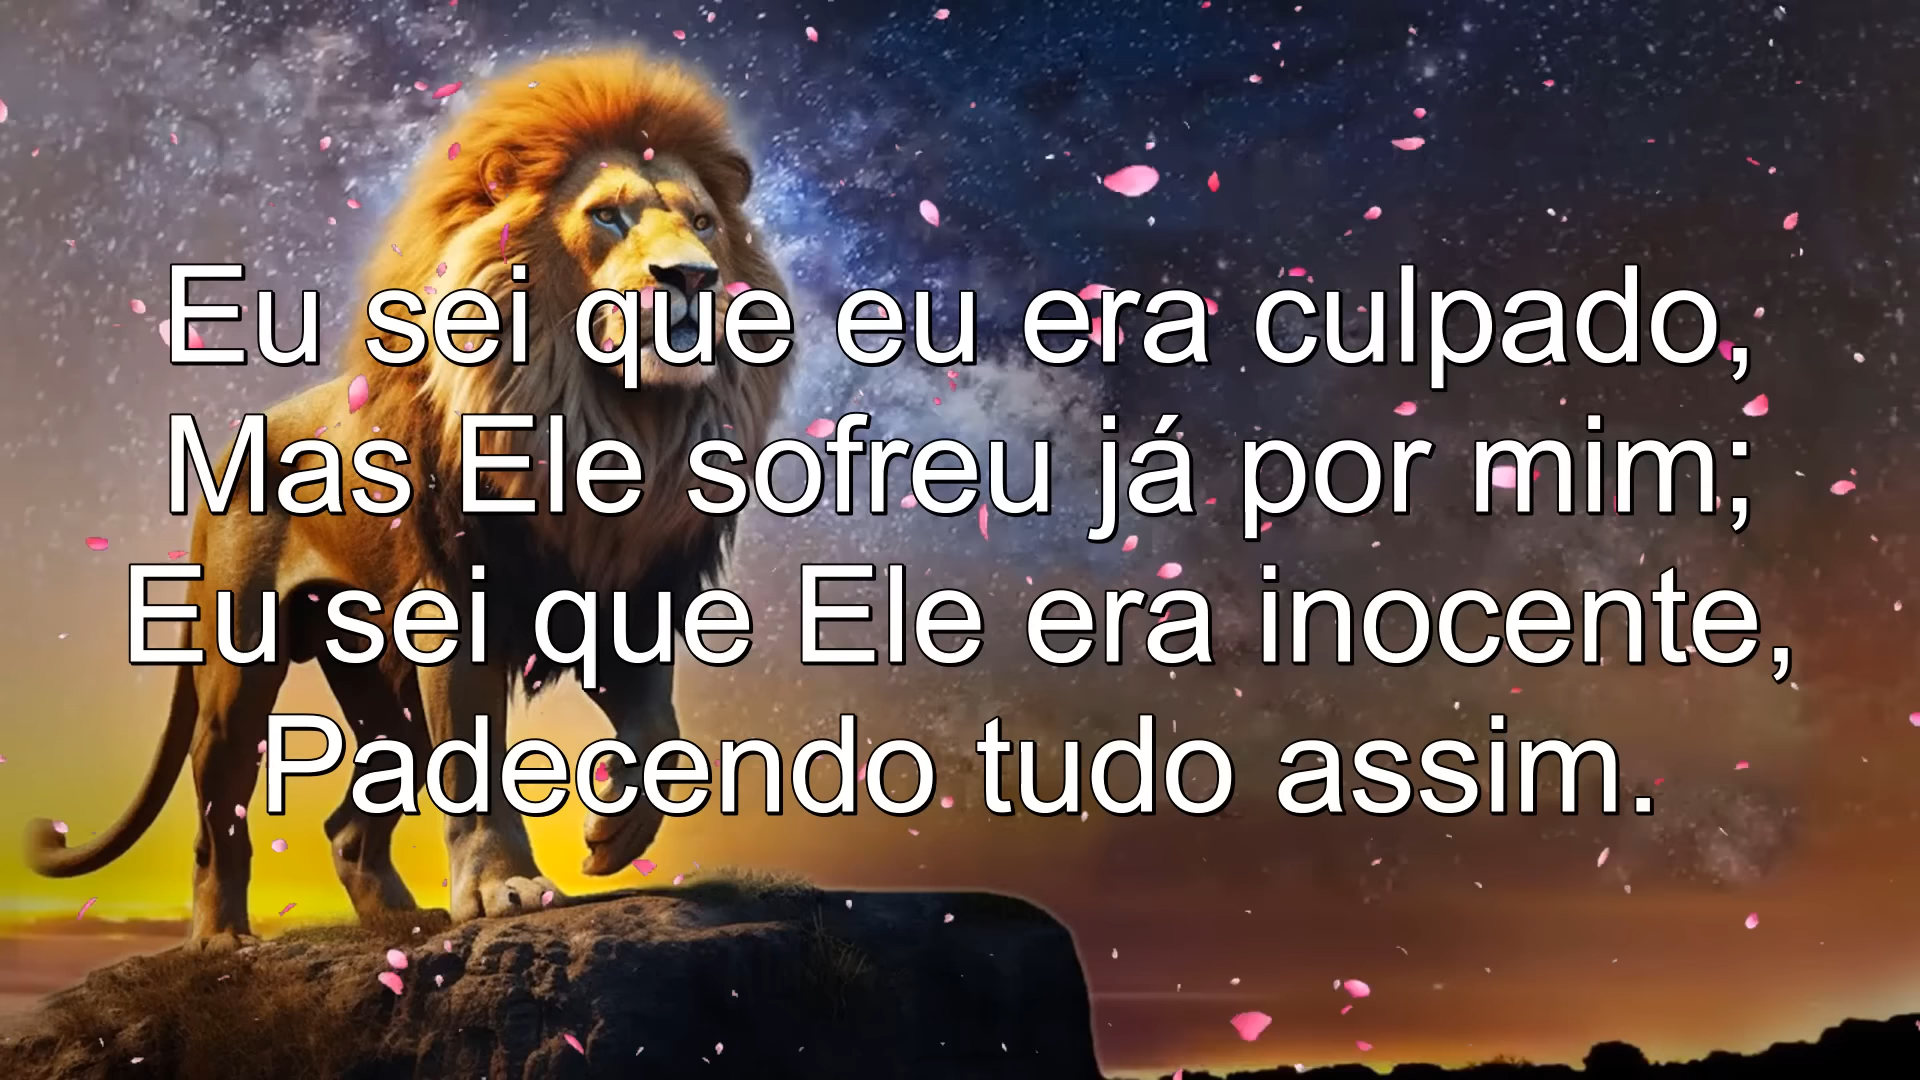 Eu sei que eu era culpado,
Mas Ele sofreu já por mim;
Eu sei que Ele era inocente,
Padecendo tudo assim.